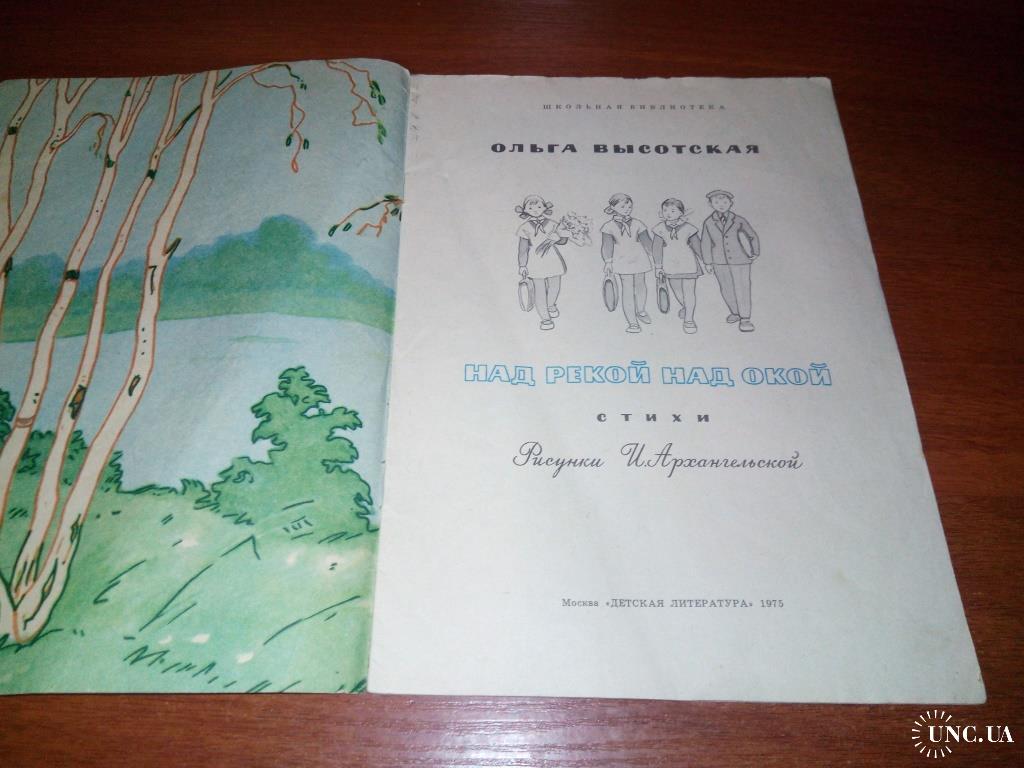 ШКОЛЬНАЯ БИБЛИОТЕКА
ОЛЬГА ВЫСОТСКАЯ
НАД РЕКОЙ НАД ОКОЙ
СТИХИ
Рисунки И. Архангельской
Москва «ДЕТСКАЯ ЛИТЕРАТУРА» 1975
UNC.UA